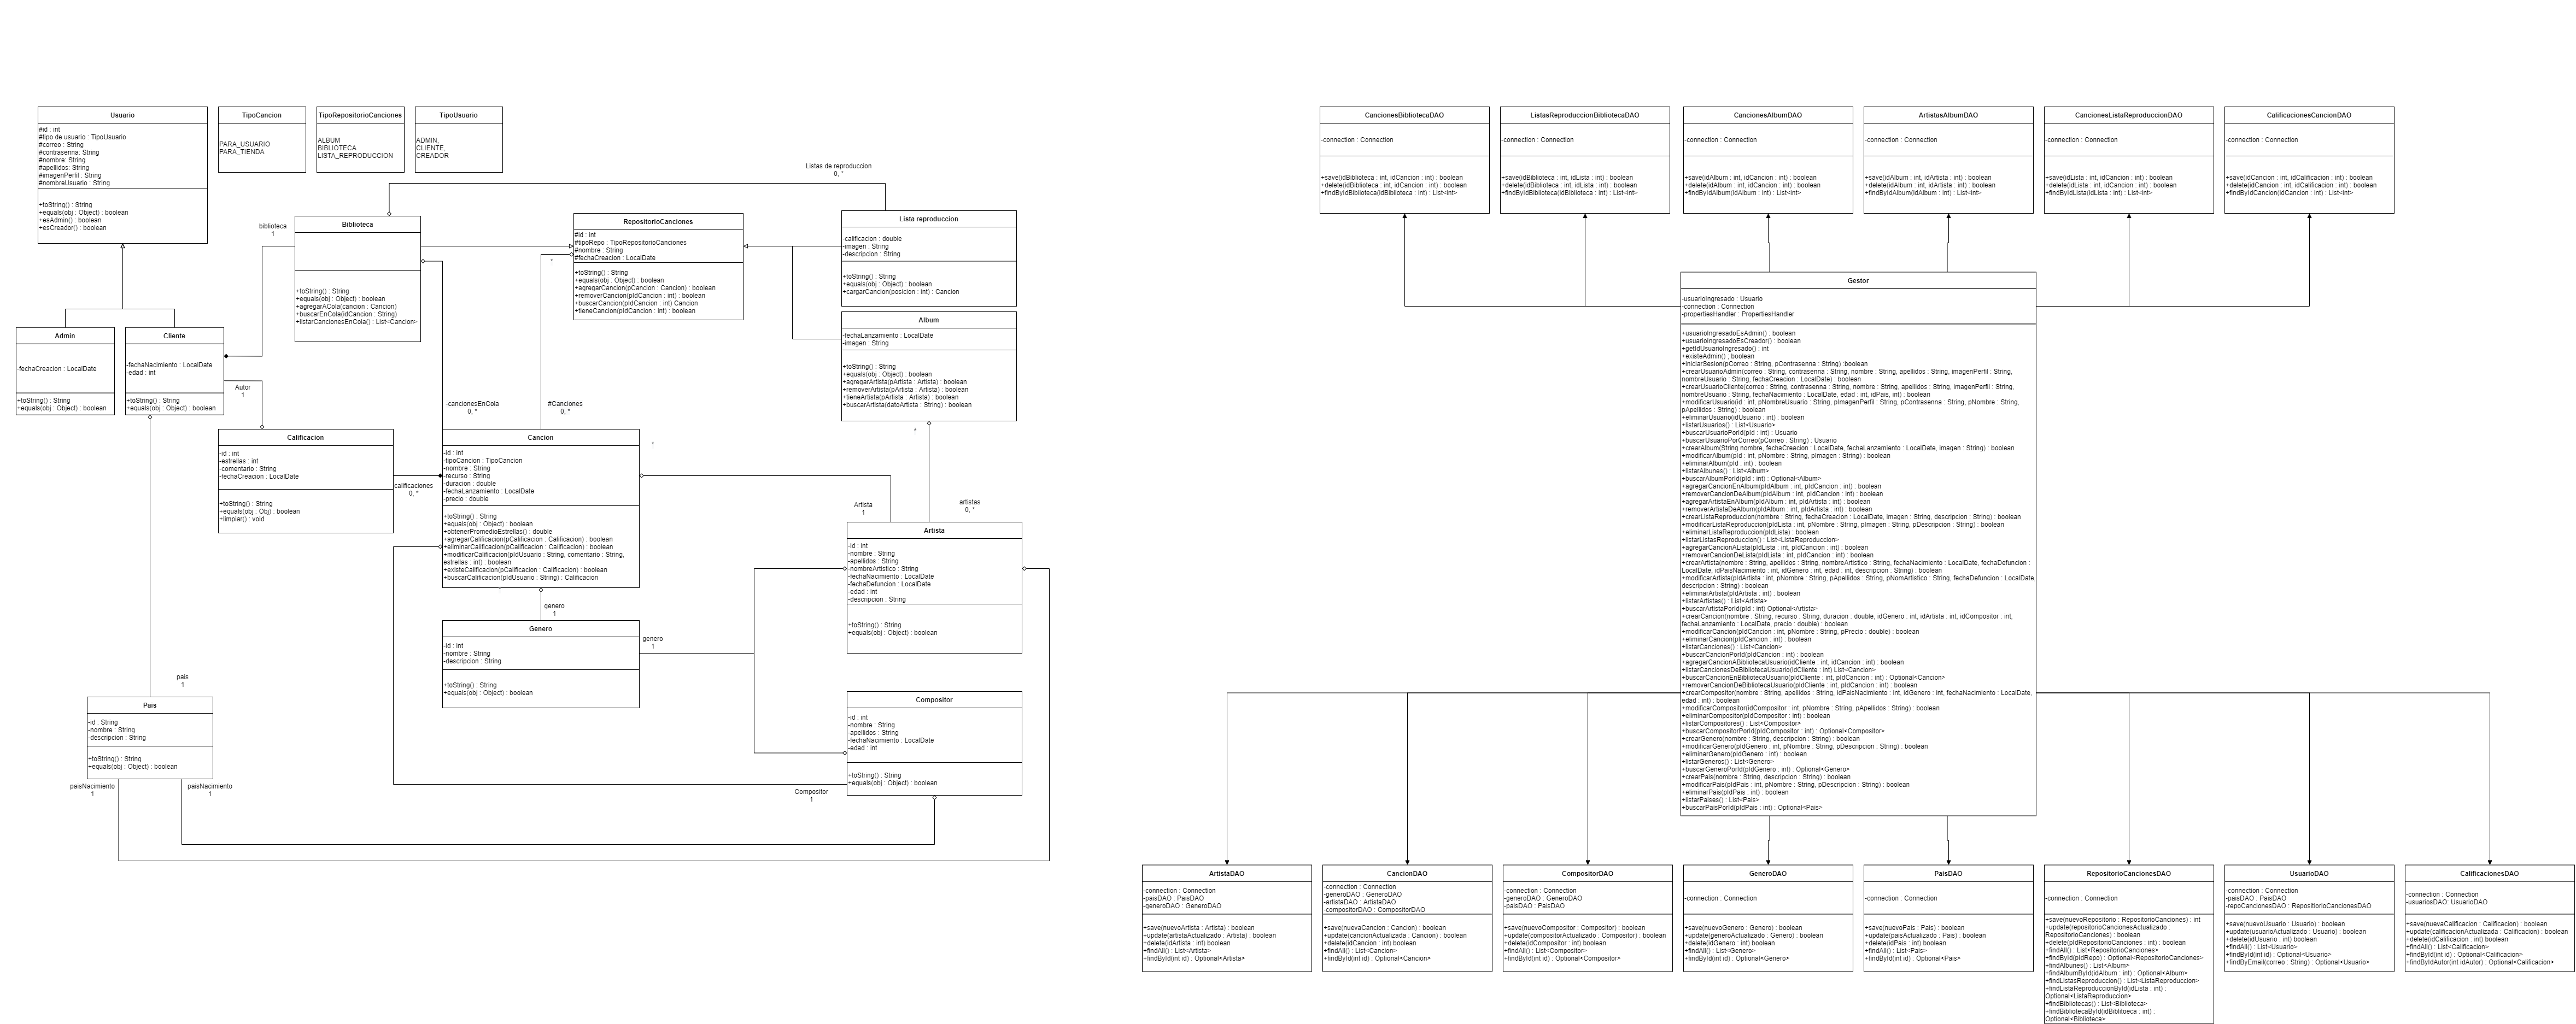 Usuario
#id : int
#tipo de usuario : TipoUsuario
#correo : String
#contrasenna: String
#nombre: String
#apellidos: String
#imagenPerfil : String
#nombreUsuario : String
+toString() : String
+equals(obj : Object) : boolean
+esAdmin() : boolean
+esCreador() : boolean
TipoCancion
PARA_USUARIO
PARA_TIENDA
TipoRepositorioCanciones
ALBUM
BIBLIOTECA
LISTA_REPRODUCCION
TipoUsuario
ADMIN,
CLIENTE,
CREADOR
Listas de reproduccion
0, *
biblioteca
1
Biblioteca
+toString() : String
+equals(obj : Object) : boolean
+agregarACola(cancion : Cancion)
+buscarEnCola(idCancion : String)
+listarCancionesEnCola() : List<Cancion>
RepositorioCanciones
#id : int
#tipoRepo : TipoRepositorioCanciones
#nombre : String
#fechaCreacion : LocalDate
+toString() : String
+equals(obj : Object) : boolean
+agregarCancion(pCancion : Cancion) : boolean
+removerCancion(pIdCancion : int) : boolean
+buscarCancion(pIdCancion : int) Cancion
+tieneCancion(pIdCancion : int) : boolean
*
Lista reproduccion
-calificacion : double
-imagen : String
-descripcion : String
+toString() : String
+equals(obj : Object) : boolean
+cargarCancion(posicion : int) : Cancion
Album
-fechaLanzamiento : LocalDate
-imagen : String
+toString() : String
+equals(obj : Object) : boolean
+agregarArtista(pArtista : Artista) : boolean
+removerArtista(pArtista : Artista) : boolean
+tieneArtista(pArtista : Artista) : boolean
+buscarArtista(datoArtista : String) : boolean
*
Admin
-fechaCreacion : LocalDate
+toString() : String
+equals(obj : Object) : boolean
Cliente
-fechaNacimiento : LocalDate
-edad : int
+toString() : String
+equals(obj : Object) : boolean
Autor
1
-cancionesEnCola
0, *
#Canciones
0, *
Calificacion
-id : int
-estrellas : int
-comentario : String
-fechaCreacion : LocalDate
+toString() : String
+equals(obj : Obj) : boolean
+limpiar() : void
calificaciones
0, *
Cancion
-id : int
-tipoCancion : TipoCancion
-nombre : String
-recurso : String
-duracion : double
-fechaLanzamiento : LocalDate
-precio : double
+toString() : String
+equals(obj : Object) : boolean
+obtenerPromedioEstrellas() ; double
+agregarCalificacion(pCalificacion : Calificacion) : boolean
+eliminarCalificacion(pCalificacion : Calificacion) : boolean
+modificarCalificacion(pIdUsuario : String, comentario : String,
estrellas : int) : boolean
+existeCalificacion(pCalificacion : Calificacion) : boolean
+buscarCalificacion(pIdUsuario : String) : Calificacion
*
Artista
1
artistas
0, *
Artista
-id : int
-nombre : String
-apellidos : String
-nombreArtistico : String
-fechaNacimiento : LocalDate
-fechaDefuncion : LocalDate
-edad : int
-descripcion : String
+toString() : String
+equals(obj : Object) : boolean
genero
1
Genero
-id : int
-nombre : String
-descripcion : String
+toString() : String
+equals(obj : Object) : boolean
genero
1
Compositor
-id : int
-nombre : String
-apellidos : String
-fechaNacimiento : LocalDate
-edad : int
+toString() : String
+equals(obj : Object) : boolean
Compositor
1
pais
1
Pais
-id : String
-nombre : String
-descripcion : String
+toString() : String
+equals(obj : Object) : boolean
paisNacimiento
1
paisNacimiento
1
CancionesBibliotecaDAO
-connection : Connection
+save(idBiblioteca : int, idCancion : int) : boolean
+delete(idBiblioteca : int, idCancion : int) : boolean
+findByIdBiblioteca(idBiblioteca : int) : List<int>
ListasReproduccionBibliotecaDAO
-connection : Connection
+save(idBiblioteca : int, idLista : int) : boolean
+delete(idBiblioteca : int, idLista : int) : boolean
+findByIdBiblioteca(idBiblioteca : int) : List<int>
CancionesAlbumDAO
-connection : Connection
+save(idAlbum : int, idCancion : int) : boolean
+delete(idAlbum : int, idCancion : int) : boolean
+findByIdAlbum(idAlbum : int) : List<int>
ArtistasAlbumDAO
-connection : Connection
+save(idAlbum : int, idArtista : int) : boolean
+delete(idAlbum : int, idArtista : int) : boolean
+findByIdAlbum(idAlbum : int) : List<int>
CancionesListaReproduccionDAO
-connection : Connection
+save(idLista : int, idCancion : int) : boolean
+delete(idLista : int, idCancion : int) : boolean
+findByIdLista(idLista : int) : List<int>
CalificacionesCancionDAO
-connection : Connection
+save(idCancion : int, idCalificacion : int) : boolean
+delete(idCancion : int, idCalificacion : int) : boolean
+findByIdCancion(idCancion : int) : List<int>
Gestor
-usuarioIngresado : Usuario
-connection : Connection
-propertiesHandler : PropertiesHandler
+usuarioIngresadoEsAdmin() : boolean
+usuarioIngresadoEsCreador() : boolean
+getIdUsuarioIngresado() : int
+existeAdmin() ; boolean
+iniciarSesion(pCorreo : String, pContrasenna : String) :boolean
+crearUsuarioAdmin(correo : String, contrasenna : String, nombre : String, apellidos : String, imagenPerfil : String,
nombreUsuario : String, fechaCreacion : LocalDate) : boolean
+crearUsuarioCliente(correo : String, contrasenna : String, nombre : String, apellidos : String, imagenPerfil : String,
nombreUsuario : String, fechaNacimiento : LocalDate, edad : int, idPais, int) : boolean
+modificarUsuario(id : int, pNombreUsuario : String, pImagenPerfil : String, pContrasenna : String, pNombre : String,
pApellidos : String) : boolean
+eliminarUsuario(idUsuario : int) : boolean
+listarUsuarios() : List<Usuario>
+buscarUsuarioPorId(pId : int) : Usuario
+buscarUsuarioPorCorreo(pCorreo : String) : Usuario
+crearAlbum(String nombre, fechaCreacion : LocalDate, fechaLanzamiento : LocalDate, imagen : String) : boolean
+modificarAlbum(pId : int, pNombre : String, pImagen : String) : boolean
+eliminarAlbum(pId : int) : boolean
+listarAlbunes() : List<Album>
+buscarAlbumPorId(pId : int) : Optional<Album>
+agregarCancionEnAlbum(pIdAlbum : int, pIdCancion : int) : boolean
+removerCancionDeAlbum(pIdAlbum : int, pIdCancion : int) : boolean
+agregarArtistaEnAlbum(pIdAlbum : int, pIdArtista : int) : boolean
+removerArtistaDeAlbum(pIdAlbum : int, pIdArtista : int) : boolean
+crearListaReproduccion(nombre : String, fechaCreacion : LocalDate, imagen : String, descripcion : String) : boolean
+modificarListaReproduccion(pIdLista : int, pNombre : String, pImagen : String, pDescripcion : String) : boolean
+eliminarListaReproduccion(pIdLista) : boolean
+listarListasReproduccion() : List<ListaReproduccion>
+agregarCancionALista(pIdLista : int, pIdCancion : int) : boolean
+removerCancionDeLista(pIdLista : int, pIdCancion : int) : boolean
+crearArtista(nombre : String, apellidos : String, nombreArtistico : String, fechaNacimiento : LocalDate, fechaDefuncion :
LocalDate, idPaisNacimiento : int, idGenero : int, edad : int, descripcion : String) : boolean
+modificarArtista(pIdArtista : int, pNombre : String, pApellidos : String, pNomArtistico : String, fechaDefuncion : LocalDate,
descripcion : String) : boolean
+eliminarArtista(pIdArtista : int) : boolean
+listarArtistas() : List<Artista>
+buscarArtistaPorId(pId : int) Optional<Artista>
+crearCancion(nombre : String, recurso : String, duracion : double, idGenero : int, idArtista : int, idCompositor : int,
fechaLanzamiento : LocalDate, precio : double) : boolean
+modificarCancion(pIdCancion : int, pNombre : String, pPrecio : double) : boolean
+eliminarCancion(pIdCancion : int) : boolean
+listarCanciones() : List<Cancion>
+buscarCancionPorId(pIdCancion : int) : boolean
+agregarCancionABibliotecaUsuario(idCliente : int, idCancion : int) : boolean
+listarCancionesDeBibliotecaUsuario(idCliente : int) List<Cancion>
+buscarCancionEnBibliotecaUsuario(pIdCliente : int, pIdCancion : int) : Optional<Cancion>
+removerCancionDeBibliotecaUsuario(pIdCliente : int, pIdCancion : int) : boolean
+crearCompositor(nombre : String, apellidos : String, idPaisNacimiento : int, idGenero : int, fechaNacimiento : LocalDate,
edad : int) : boolean
+modificarCompositor(idCompositor : int, pNombre : String, pApellidos : String) : boolean
+eliminarCompositor(pIdCompositor : int) : boolean
+listarCompositores() : List<Compositor>
+buscarCompositorPorId(pIdCompositor : int) : Optional<Compositor>
+crearGenero(nombre : String, descripcion : String) : boolean
+modificarGenero(pIdGenero : int, pNombre : String, pDescripcion : String) : boolean
+eliminarGenero(pIdGenero : int) : boolean
+listarGeneros() : List<Genero>
+buscarGeneroPorId(pIdGenero : int) : Optional<Genero>
+crearPais(nombre : String, descripcion : String) : boolean
+modificarPais(pIdPais : int, pNombre : String, pDescripcion : String) : boolean
+eliminarPais(pIdPais : int) : boolean
+listarPaises() : List<Pais>
+buscarPaisPorId(pIdPais : int) : Optional<Pais>
ArtistaDAO
-connection : Connection
-paisDAO : PaisDAO
-generoDAO : GeneroDAO
+save(nuevoArtista : Artista) : boolean
+update(artistaActualizado : Artista) : boolean
+delete(idArtista : int) boolean
+findAll() : List<Artista>
+findById(int id) : Optional<Artista>
CancionDAO
-connection : Connection
-generoDAO : GeneroDAO
-artistaDAO : ArtistaDAO
-compositorDAO : CompositorDAO
+save(nuevaCancion : Cancion) : boolean
+update(cancionActualizada : Cancion) : boolean
+delete(idCancion : int) boolean
+findAll() : List<Cancion>
+findById(int id) : Optional<Cancion>
CompositorDAO
-connection : Connection
-generoDAO : GeneroDAO
-paisDAO : PaisDAO
+save(nuevoCompositor : Compositor) : boolean
+update(compositorActualizado : Compositor) : boolean
+delete(idCompositor : int) boolean
+findAll() : List<Compositor>
+findById(int id) : Optional<Compositor>
GeneroDAO
-connection : Connection
+save(nuevoGenero : Genero) : boolean
+update(generoActualizado : Genero) : boolean
+delete(idGenero : int) boolean
+findAll() : List<Genero>
+findById(int id) : Optional<Genero>
PaisDAO
-connection : Connection
+save(nuevoPais : Pais) : boolean
+update(paisActualizado : Pais) : boolean
+delete(idPais : int) boolean
+findAll() : List<Pais>
+findById(int id) : Optional<Pais>
RepositorioCancionesDAO
-connection : Connection
+save(nuevoRepositorio : RepositorioCanciones) : int
+update(repositorioCancionesActualizado :
RepositorioCanciones) : boolean
+delete(pIdRepositorioCanciones : int) : boolean
+findAll() : List<RepositorioCanciones>
+findById(pIdRepo) : Optional<RepositorioCanciones>
+findAlbunes() : List<Album>
+findAlbumById(idAlbum : int) : Optional<Album>
+findListasReproduccion() : List<ListaReproduccion>
+findListaReproduccionById(idLista : int) :
Optional<ListaReproduccion>
+findBibliotecas() : List<Biblioteca>
+findBibliotecaById(idBiblitoeca : int) :
Optional<Biblioteca>
UsuarioDAO
-connection : Connection
-paisDAO : PaisDAO
-repoCancionesDAO : RespositiorioCancionesDAO
+save(nuevoUsuario : Usuario) : boolean
+update(usuarioActualizado : Usuario) : boolean
+delete(idUsuario : int) boolean
+findAll() : List<Usuario>
+findById(int id) : Optional<Usuario>
+findByEmail(correo : String) : Optional<Usuario>
CalificacionesDAO
-connection : Connection
-usuariosDAO: UsuarioDAO
+save(nuevaCalificacion : Calificacion) : boolean
+update(calificacionActualizada : Calificacion) : boolean
+delete(idCalificacion : int) boolean
+findAll() : List<Calificacion>
+findById(int id) : Optional<Calificacion>
+findByIdAutor(int idAutor) : Optional<Calificacion>